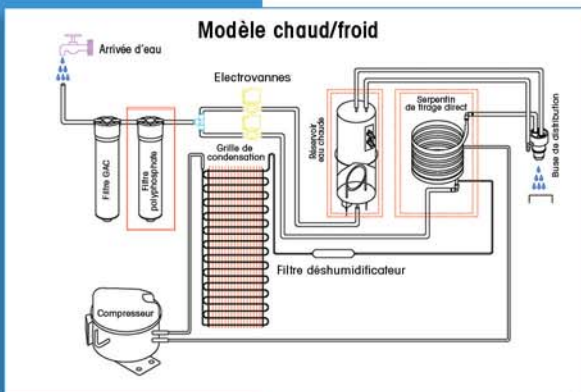 Modèle chaud/froid
Arrivée d'eau
Electrovannes
Serpentin
de tirage direct
Réservoir
eau chaude
Buse de distribution
Grille de
condensation
Filtre GAC
Filtre
polyphosphate
Filtre déshumidificateur
Compresseur